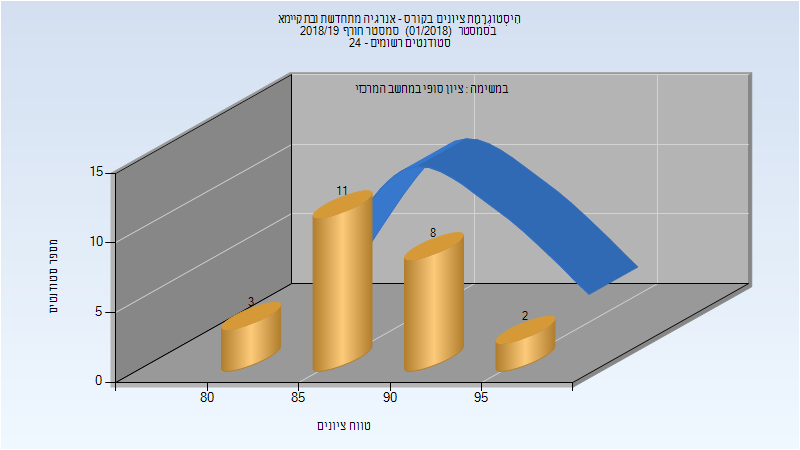 היסטוגרמת ציונים בקורס - אנרגיה מתחדשת ובת קיימא
בסמסטר (01/2018) סמסטר חורף 2018/19
סטודנטים רשומים - 24
במשימה : ציון סופי במחשב המרכזי
15
10
5
0
3
11
8
2
80
85
90
95
מספר סטודנטים
טווח ציונים